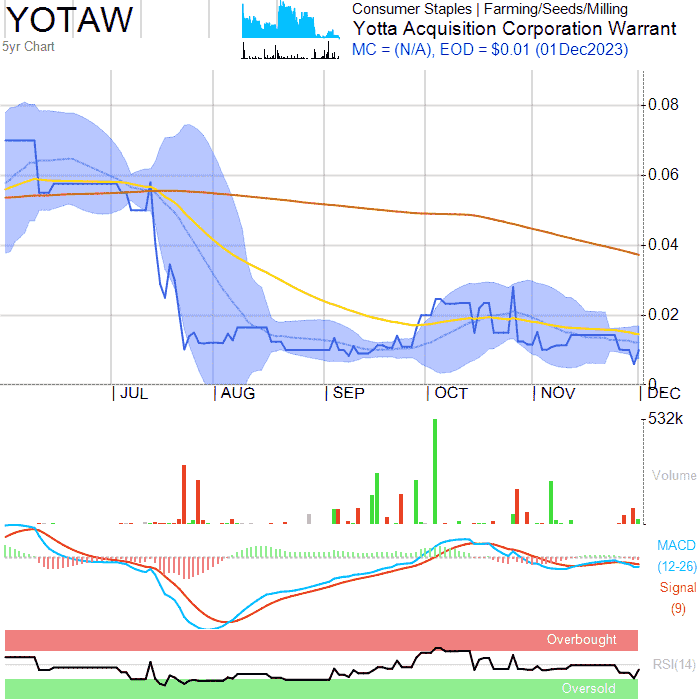 YOTAW
5yr Chart
Consumer Staples | Farming/Seeds/Milling
Yotta Acquisition Corporation Warrant
MC = (N/A), EOD = $0.01 (01Dec2023)
0.08
0.06
0.04
0.02
0
| JUL | AUG | SEP | OCT | NOV | DEC
532k
Volume
MACD
(12-26)
Signal
(9)
Overbought
RSI(14)
Oversold